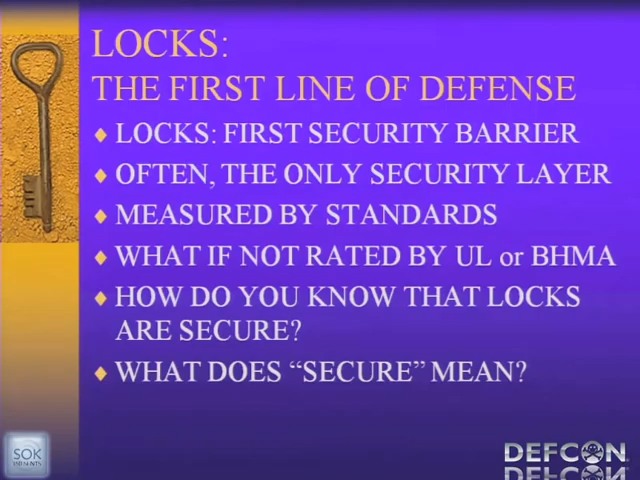 LOCKS:
THE FIRST LINE OF DEFENSE
LOCKS: FIRST SECURITY BARRIER
OFTEN, THE ONLY SECURITY LAYER
MEASURED BY STANDARDS
WHAT IF NOT RATED BY UL or BHMA
HOW DO YOU KNOW THAT LOCKS
ARE SECURE?
WHAT DOES “SECURE” MEAN?
SOK
DEFCON